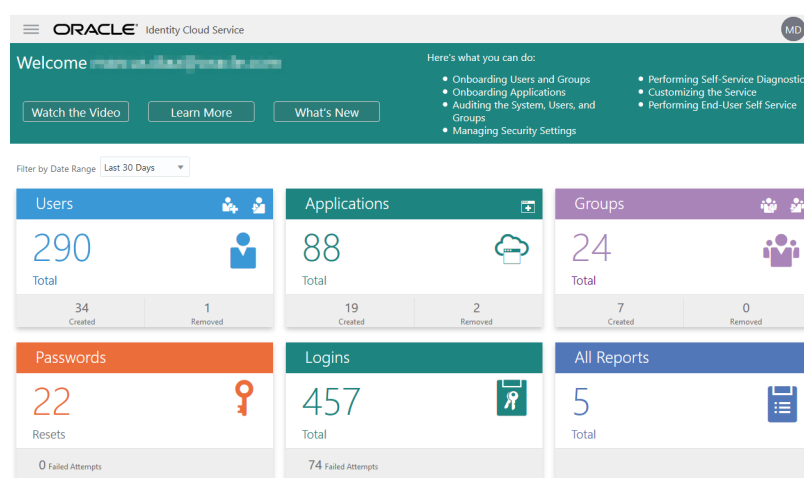 ORACLE® Identity Cloud Service
MD
Welcome
Here's what you can do:
Onboarding Users and Groups
Onboarding Applications
Auditing the System, Users, and
Groups
Managing Security Settings
Performing Self-Service Diagnostic
Customizing the Service
Performing End-User Self Service
Watch the Video
Learn More
What's New
Filter by Date Range Last 30 Days
Users
290
Total
34
Created
1
Removed
Applications
88
Total
19
Created
2
Removed
Groups
24
Total
7
Created
0
Removed
Passwords
22
Resets
0 Failed Attempts
Logins
457
Total
74 Failed Attempts
All Reports
5
Total